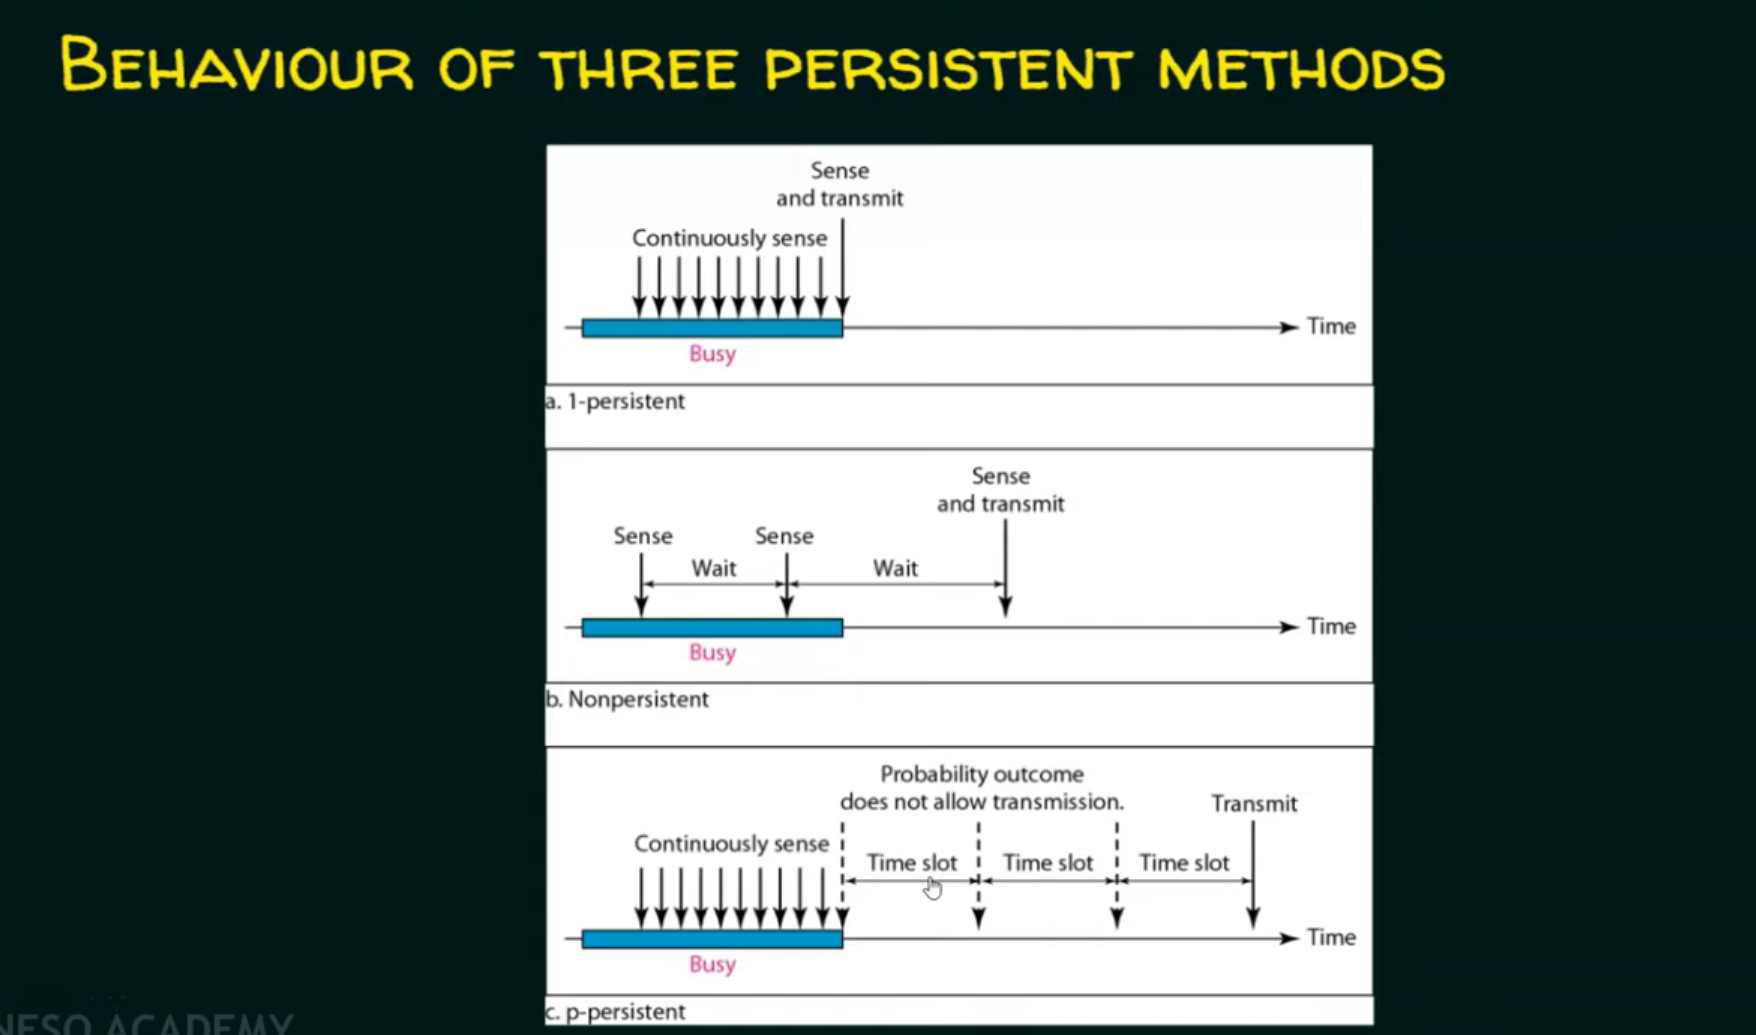 BEHAVIOUR OF THREE PERSISTENT METHODS
Sense
and transmit
Continuously sense
Time
Busy
a. 1-persistent
Sense
and transmit
Sense Sense
Wait Wait
Time
Busy
b. Nonpersistent
Probability outcome
does not allow transmission. Transmit
Continuously sense
Time slot Time slot Time slot
Time
Busy
c. p-persistent
NESO ACADEMY